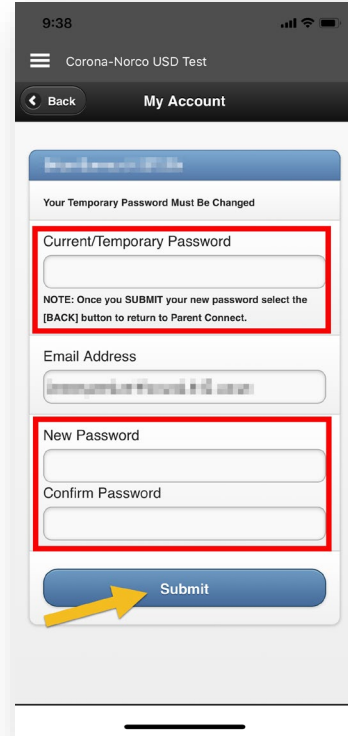 9:38
Corona-Norco USD Test
Back
My Account
Your Temporary Password Must Be Changed
Current/Temporary Password
NOTE: Once you SUBMIT your new password select the
[BACK] button to return to Parent Connect.
Email Address
New Password
Confirm Password
Submit